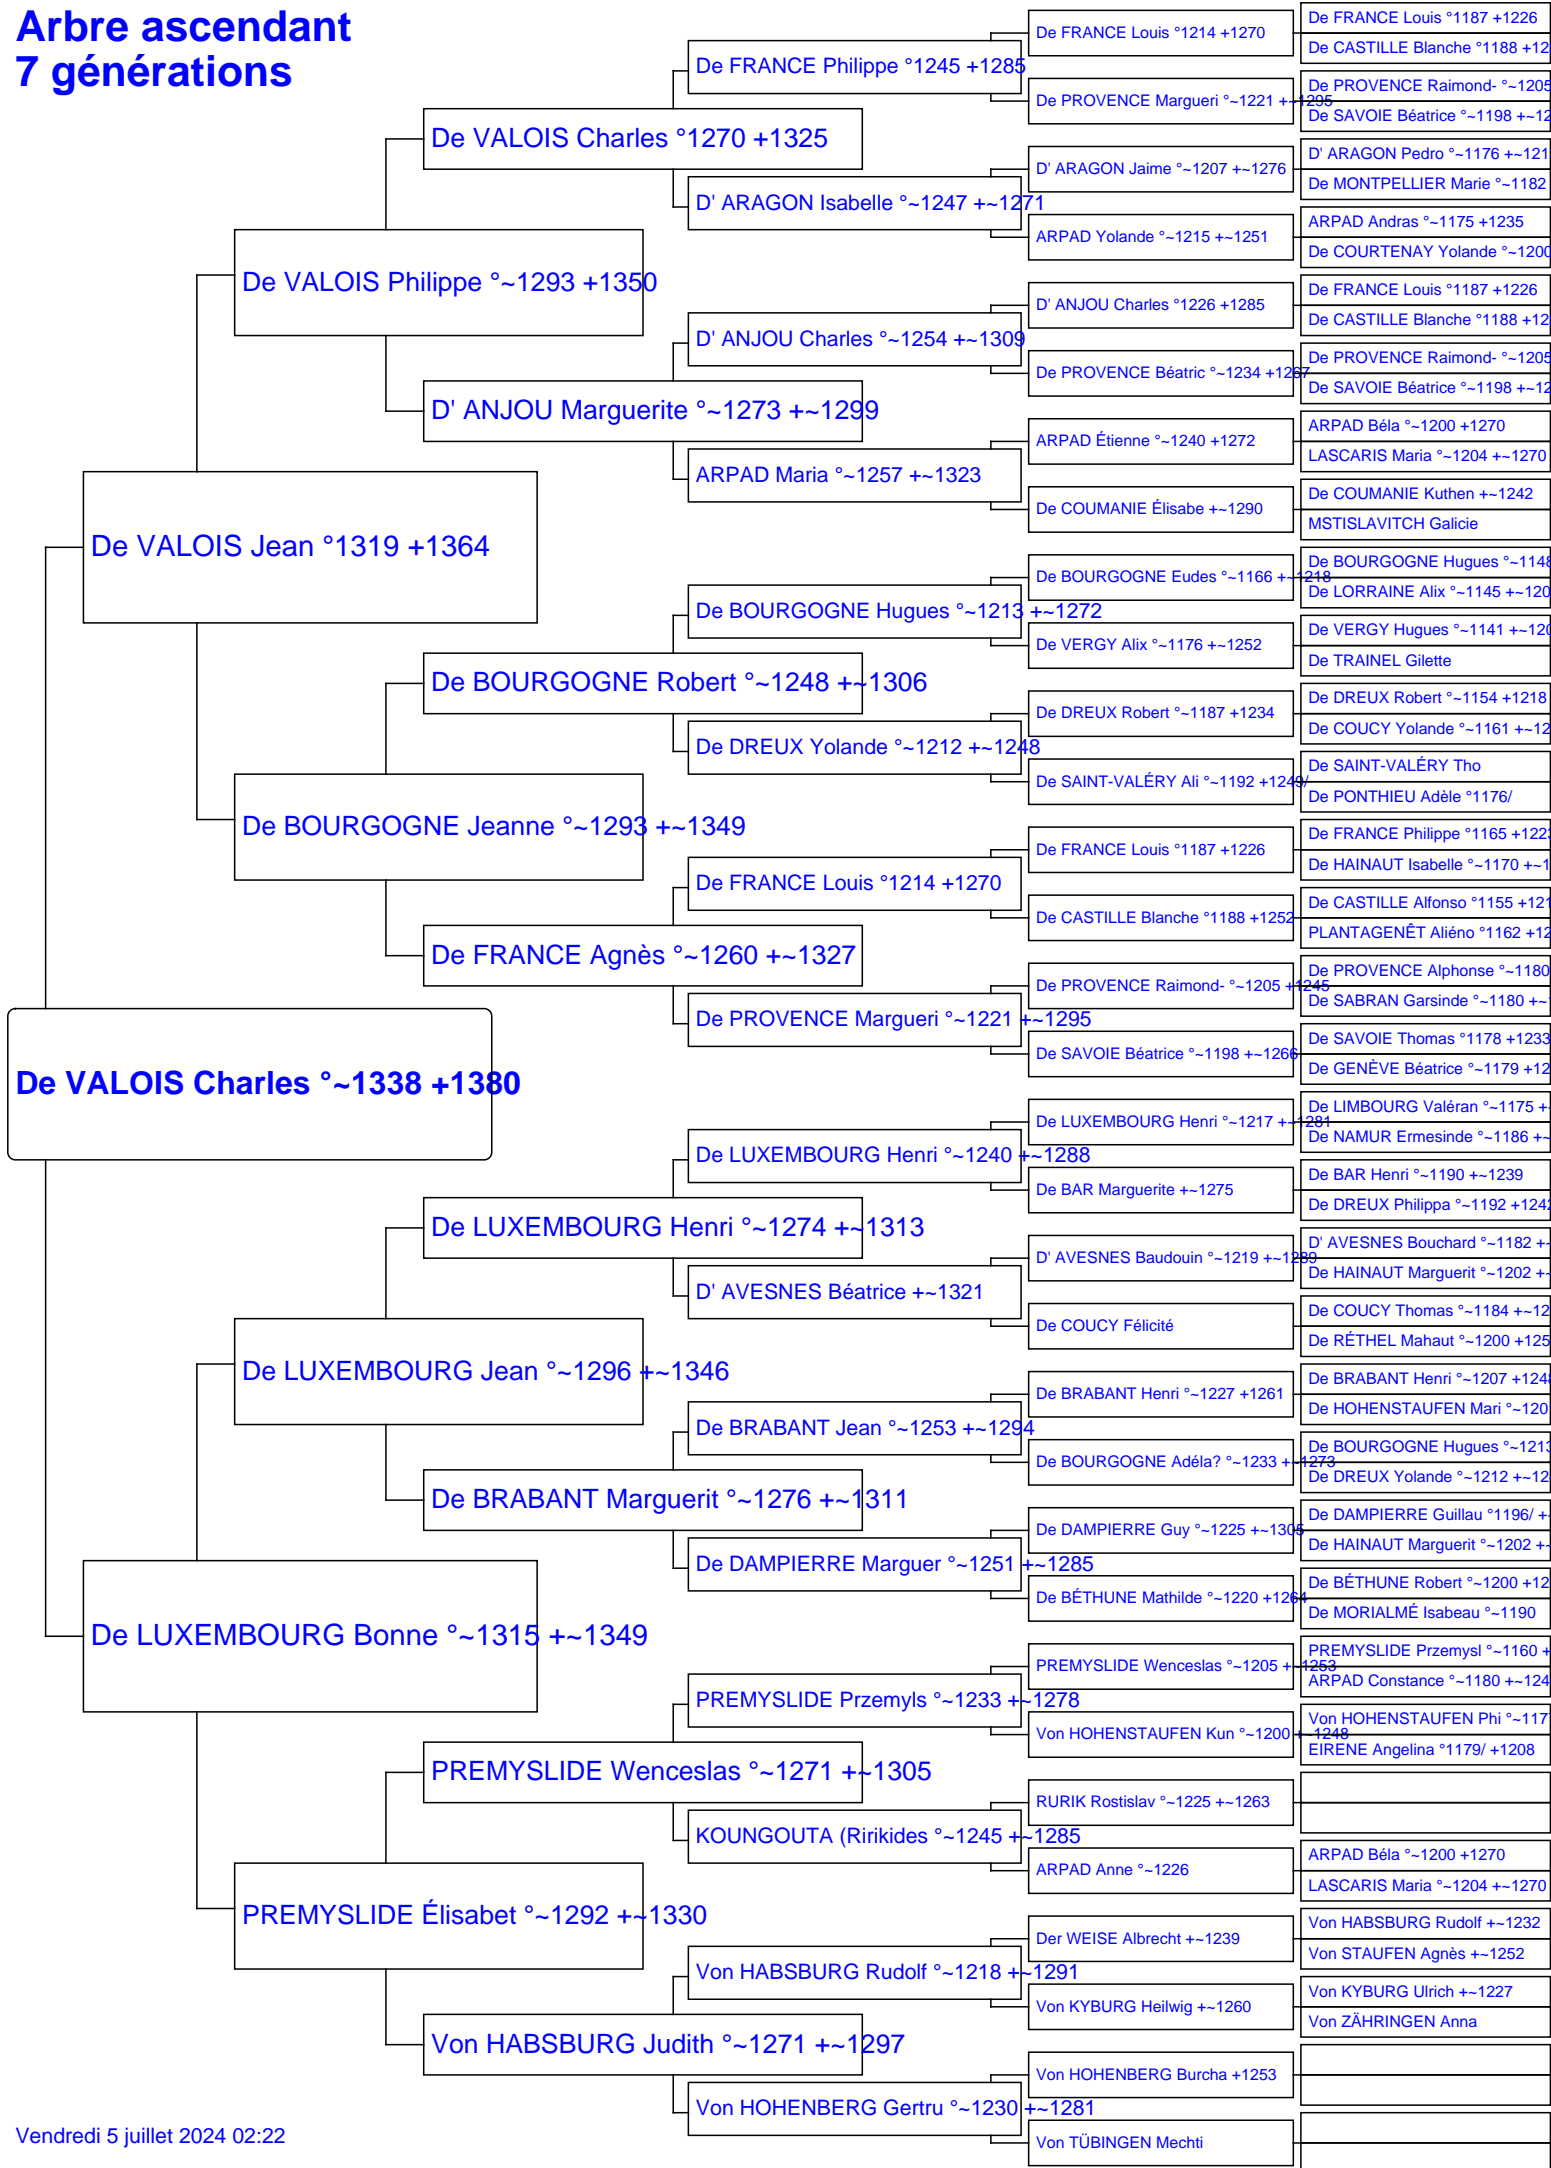 Arbre ascendant
7 générations
De VALOIS Charles °~1338 +1380
De VALOIS Jean °1319 +1364
De LUXEMBOURG Bonne °~1315 +~1349
De VALOIS Philippe °~1293 +1350
De BOURGOGNE Jeanne °~1293 +~1349
De LUXEMBOURG Jean °~1296 +~1346
PREMYSLIDE Élisabet °~1292 +~1330
De VALOIS Charles °1270 +1325
D' ANJOU Marguerite °~1273 +~1299
De BOURGOGNE Robert °~1248 +~1306
De FRANCE Agnès °~1260 +~1327
De LUXEMBOURG Henri °~1274 +~1313
De BRABANT Marguerit °~1276 +~1311
PREMYSLIDE Wenceslas °~1271 +~1305
Von HABSBURG Judith °~1271 +~1297
De FRANCE Philippe °1245 +1285
D' ARAGON Isabelle °~1247 +~1271
D' ANJOU Charles °~1254 +~1309
ARPAD Maria °~1257 +~1323
De BOURGOGNE Hugues °~1213 +~1272
De DREUX Yolande °~1212 +~1248
De FRANCE Louis °1214 +1270
De PROVENCE Margueri °~1221 +~1295
De LUXEMBOURG Henri °~1240 +~1288
D' AVESNES Béatrice +~1321
De BRABANT Jean °~1253 +~1294
De DAMPIERRE Marguer °~1251 +~1285
PREMYSLIDE Przemyls °~1233 +~1278
KOUNGOUTA (Ririkides °~1245 +~1285
Von HABSBURG Rudolf °~1218 +~1291
Von HOHENBERG Gertru °~1230 +~1281
De FRANCE Louis °1214 +1270
De PROVENCE Margueri °~1221 +~1295
D' ARAGON Jaime °~1207 +~1276
ARPAD Yolande °~1215 +~1251
D' ANJOU Charles °1226 +1285
De PROVENCE Béatric °~1234 +1267
ARPAD Étienne °~1240 +1272
De COUMANIE Élisabe +~1290
De BOURGOGNE Eudes °~1166 +~1218
De VERGY Alix °~1176 +~1252
De DREUX Robert °~1187 +1234
De SAINT-VALÉRY Ali °~1192 +1249/
De FRANCE Louis °1187 +1226
De CASTILLE Blanche °1188 +1252
De PROVENCE Raimond- °~1205 +1245
De SAVOIE Béatrice °~1198 +~1266
De LUXEMBOURG Henri °~1217 +~1281
De BAR Marguerite +~1275
D' AVESNES Baudouin °~1219 +~1289
De COUCY Félicité
De BRABANT Henri °~1227 +1261
De BOURGOGNE Adéla? °~1233 +~1273
De DAMPIERRE Guy °~1225 +~1305
De BÉTHUNE Mathilde °~1220 +1264
PREMYSLIDE Wenceslas °~1205 +~1253
Von HOHENSTAUFEN Kun °~1200 +~1248
RURIK Rostislav °~1225 +~1263
ARPAD Anne °~1226
Der WEISE Albrecht +~1239
Von KYBURG Heilwig +~1260
Von HOHENBERG Burcha +1253
Von TÜBINGEN Mechti
De FRANCE Louis °1187 +1226
De CASTILLE Blanche °1188 +12
De PROVENCE Raimond- °~1205
De SAVOIE Béatrice °~1198 +~12
D' ARAGON Pedro °~1176 +~121
De MONTPELLIER Marie °~1182
ARPAD Andras °~1175 +1235
De COURTENAY Yolande °~1200
De FRANCE Louis °1187 +1226
De CASTILLE Blanche °1188 +12
De PROVENCE Raimond- °~1205
De SAVOIE Béatrice °~1198 +~12
ARPAD Béla °~1200 +1270
LASCARIS Maria °~1204 +~1270
De COUMANIE Kuthen +~1242
MSTISLAVITCH Galicie
De BOURGOGNE Hugues °~1148
De LORRAINE Alix °~1145 +~120
De VERGY Hugues °~1141 +~120
De TRAINEL Gilette
De DREUX Robert °~1154 +1218
De COUCY Yolande °~1161 +~12
De SAINT-VALÉRY Tho
De PONTHIEU Adèle °1176/
De FRANCE Philippe °1165 +1223
De HAINAUT Isabelle °~1170 +~1
De CASTILLE Alfonso °1155 +121
PLANTAGENÊT Aliéno °1162 +12
De PROVENCE Alphonse °~1180
De SABRAN Garsinde °~1180 +~
De SAVOIE Thomas °1178 +1233
De GENÈVE Béatrice °~1179 +12
De LIMBOURG Valéran °~1175 +
De NAMUR Ermesinde °~1186 +~
De BAR Henri °~1190 +~1239
De DREUX Philippa °~1192 +1242
D' AVESNES Bouchard °~1182 +~
De HAINAUT Marguerit °~1202 +~
De COUCY Thomas °~1184 +~12
De RÉTHEL Mahaut °~1200 +125
De BRABANT Henri °~1207 +1248
De HOHENSTAUFEN Mari °~120
De BOURGOGNE Hugues °~1213
De DREUX Yolande °~1212 +~12
De DAMPIERRE Guillau °1196/ +~
De HAINAUT Marguerit °~1202 +~
De BÉTHUNE Robert °~1200 +12
De MORIALMÉ Isabeau °~1190
PREMYSLIDE Przemysl °~1160 +
ARPAD Constance °~1180 +~124
Von HOHENSTAUFEN Phi °~117
EIRENE Angelina °1179/ +1208
ARPAD Béla °~1200 +1270
LASCARIS Maria °~1204 +~1270
Von HABSBURG Rudolf +~1232
Von STAUFEN Agnès +~1252
Von KYBURG Ulrich +~1227
Von ZÄHRINGEN Anna
Vendredi 5 juillet 2024 02:22